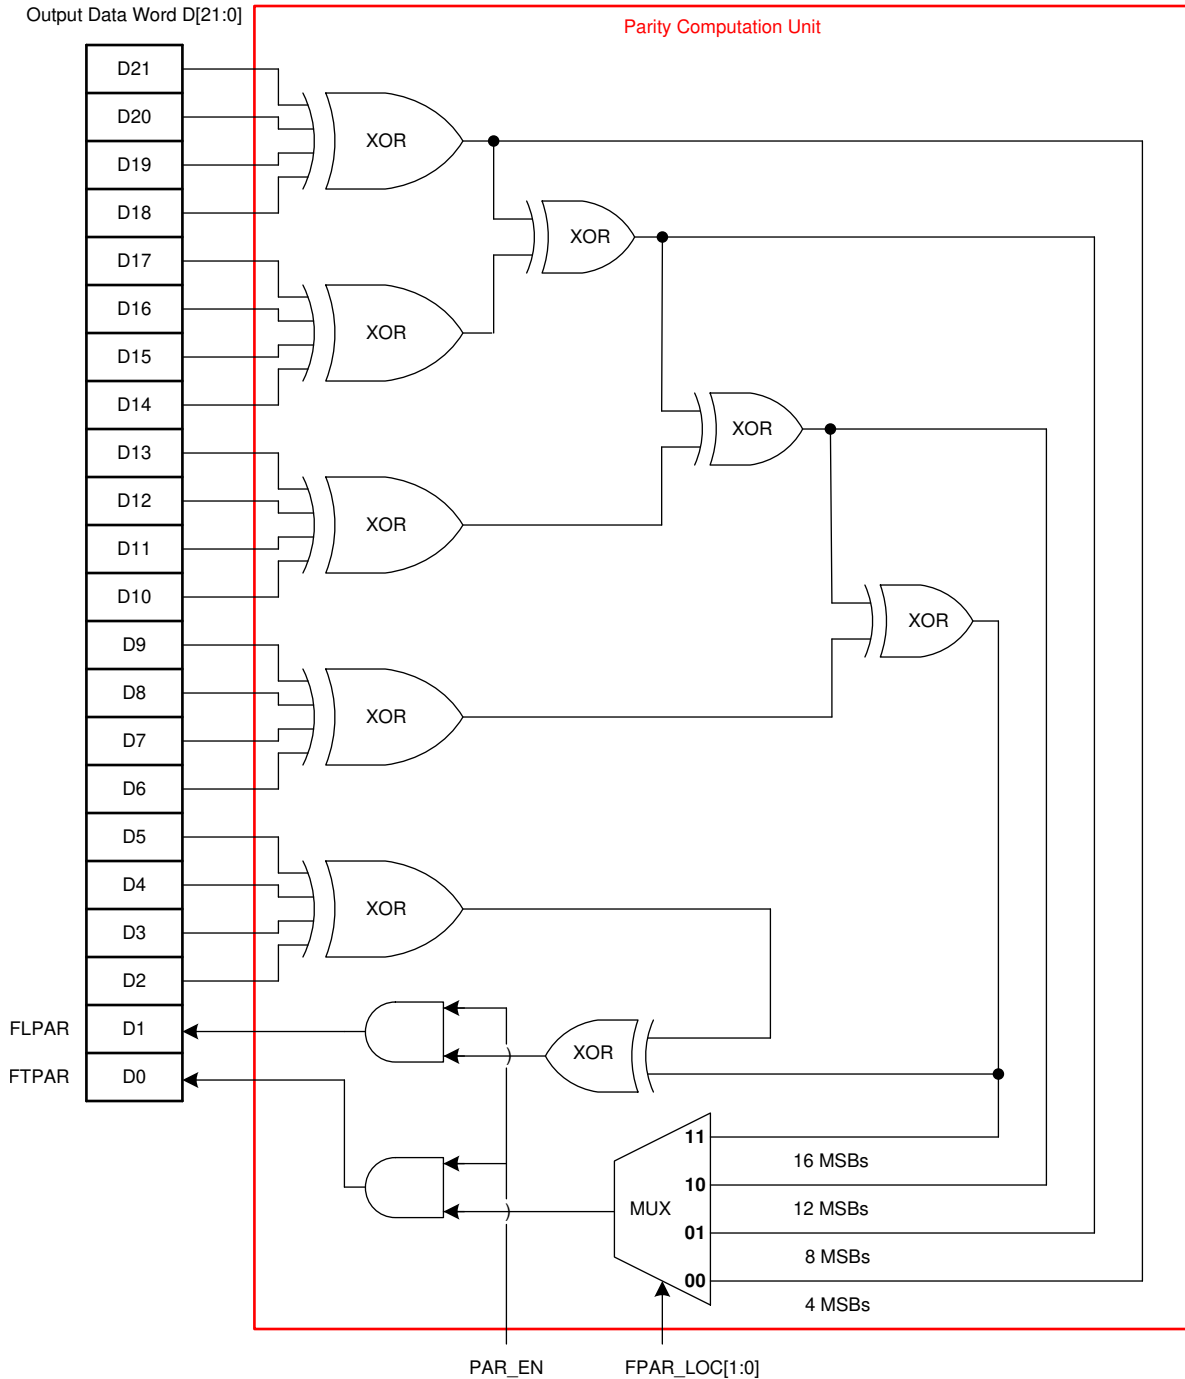 Output Data Word D[21:0]
Parity Computation Unit
D21
D20
XOR
D19
D18
D17
XOR
D16
XOR
D15
D14
D13
XOR
D12
XOR
D11
D10
D9
XOR
D8
XOR
D7
D6
D5
D4
XOR
D3
D2
FLPAR D1
XOR
FTPAR D0
11
16 MSBs
10
MUX
12 MSBs
01
8 MSBs
00
4 MSBs
PAR_EN FPAR_LOC[1:0]